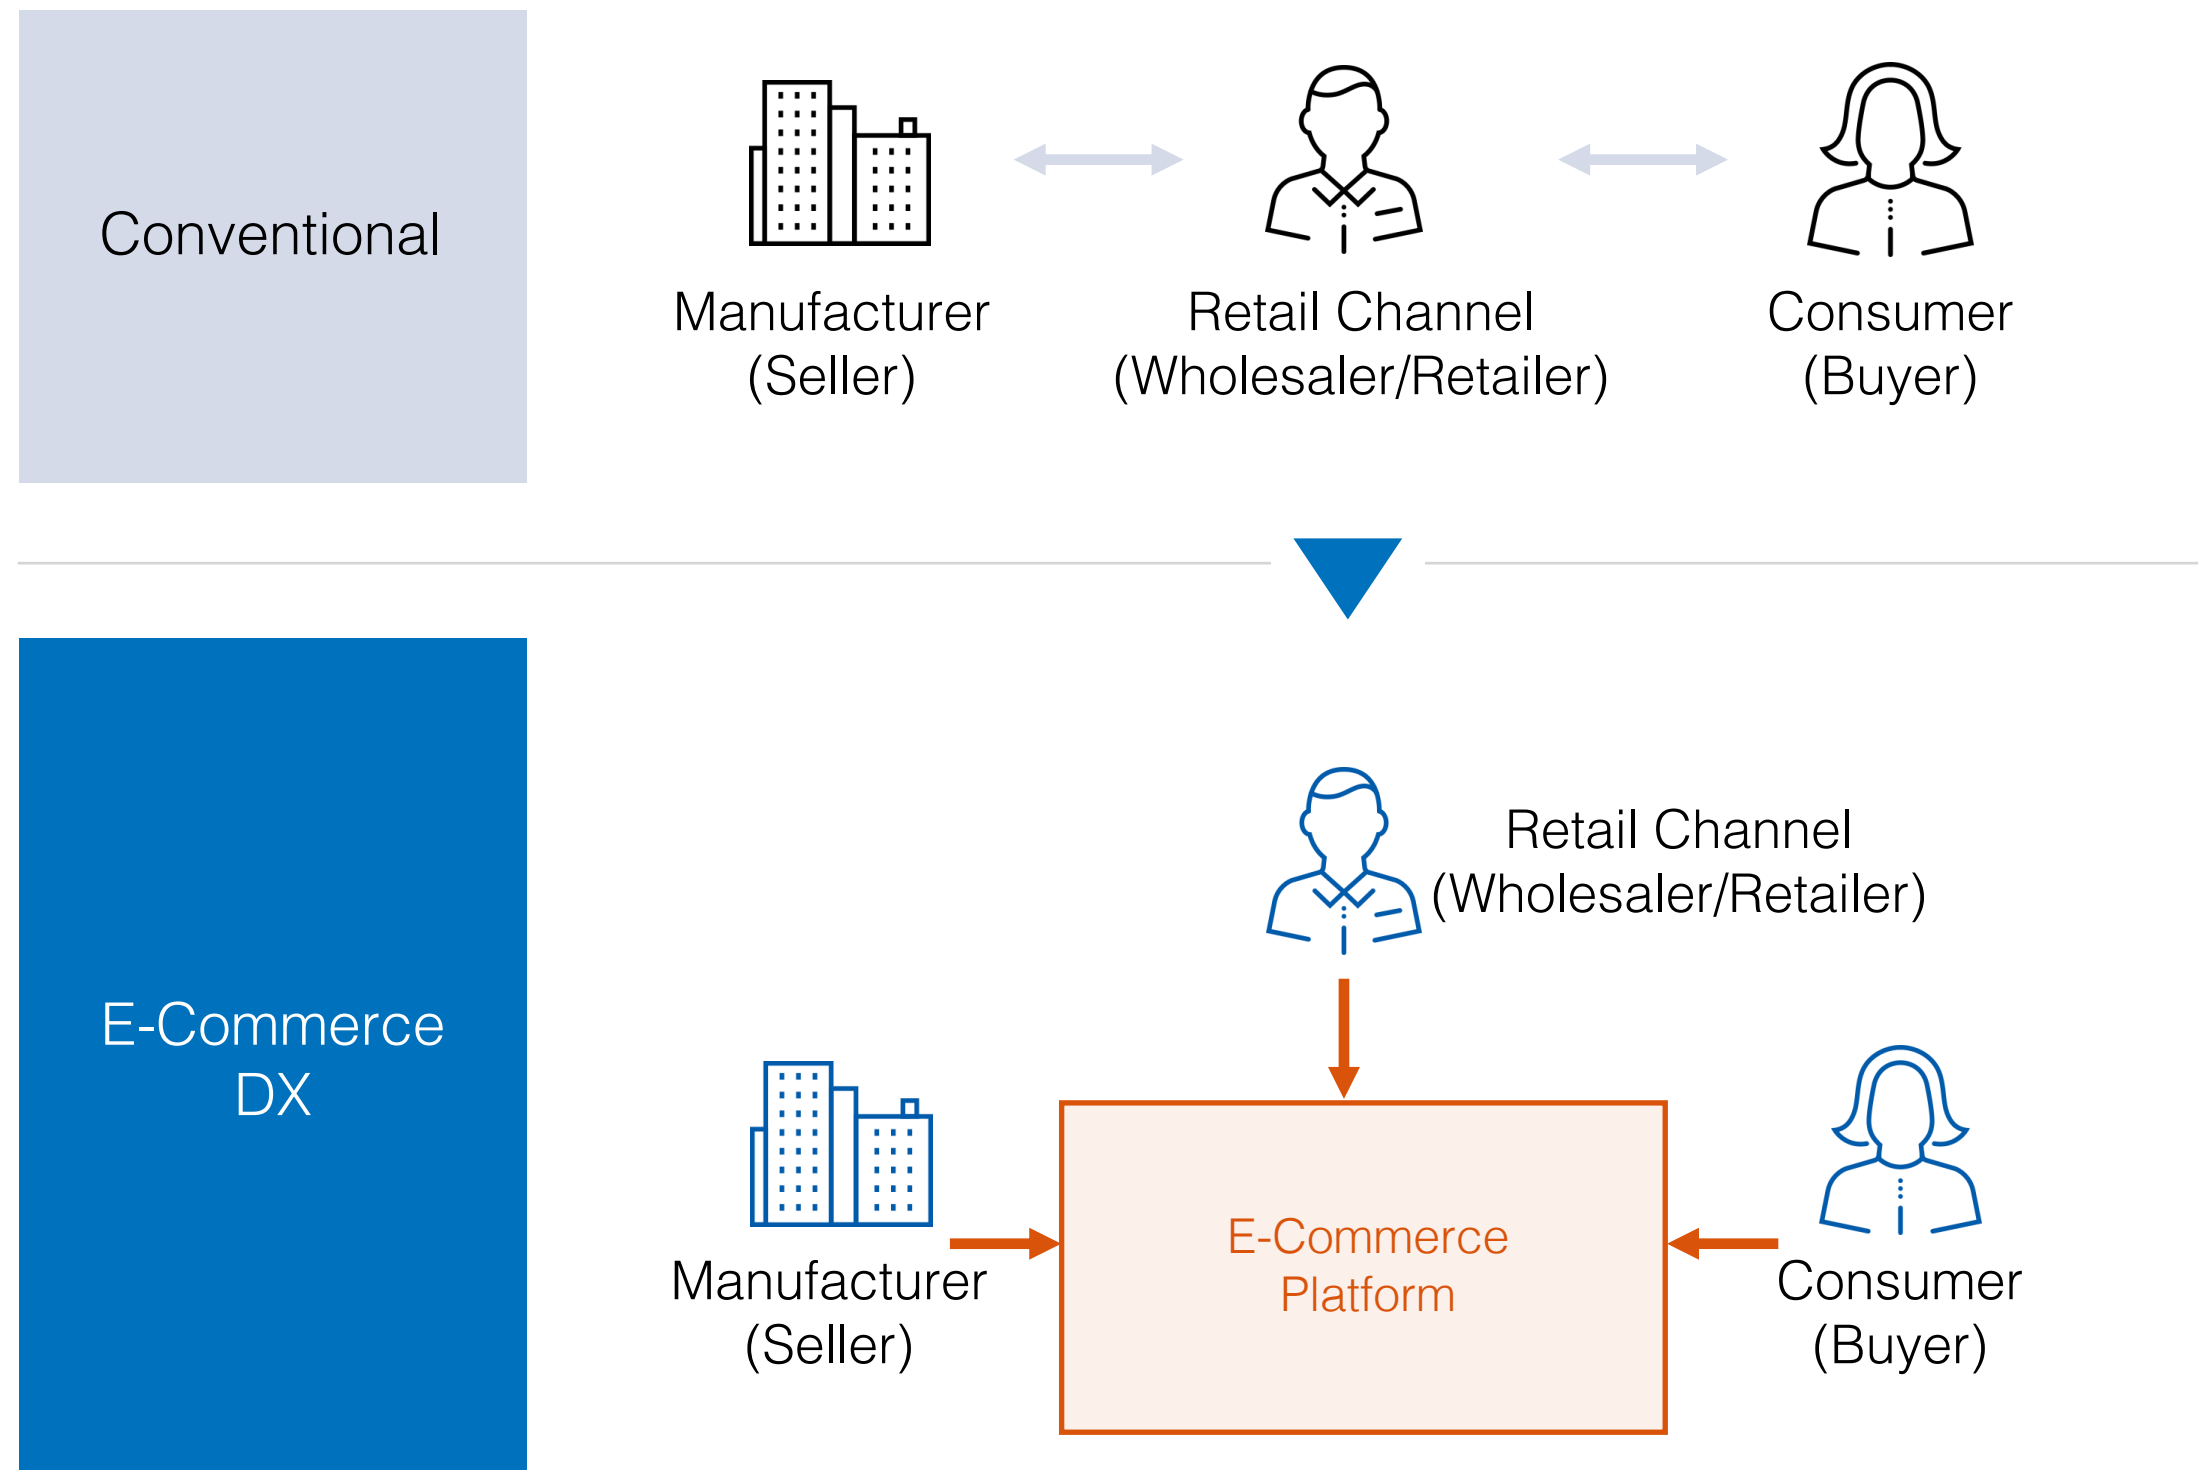 Conventional
Manufacturer
(Seller)
Retail Channel
(Wholesaler/Retailer)
Consumer
(Buyer)
E-Commerce
DX
Retail Channel
(Wholesaler/Retailer)
Manufacturer
(Seller)
E-Commerce
Platform
Consumer
(Buyer)